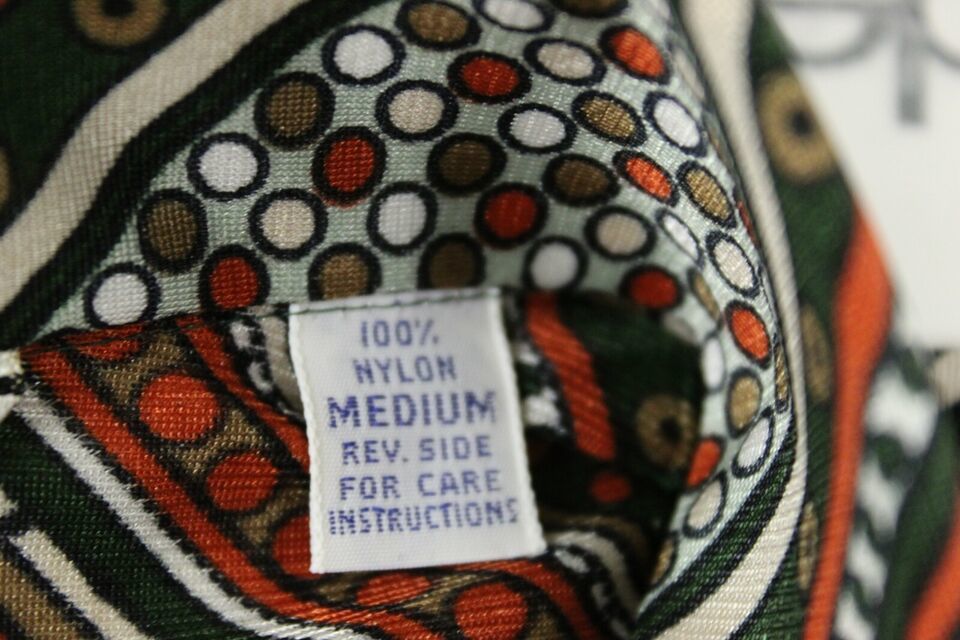 100%
NYLON
MEDIUM
REV. SIDE
FOR CARE
INSTRUCTIONS